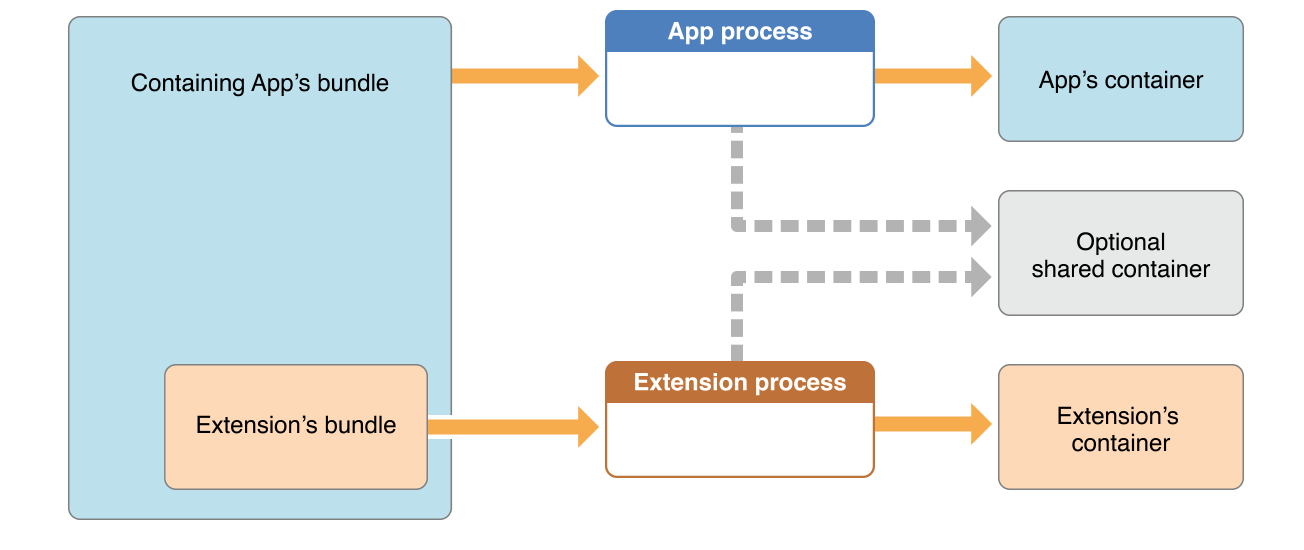 Containing App’s bundle
App process
App’s container
Optional
shared container
Extension’s bundle
Extension process
Extension’s
container